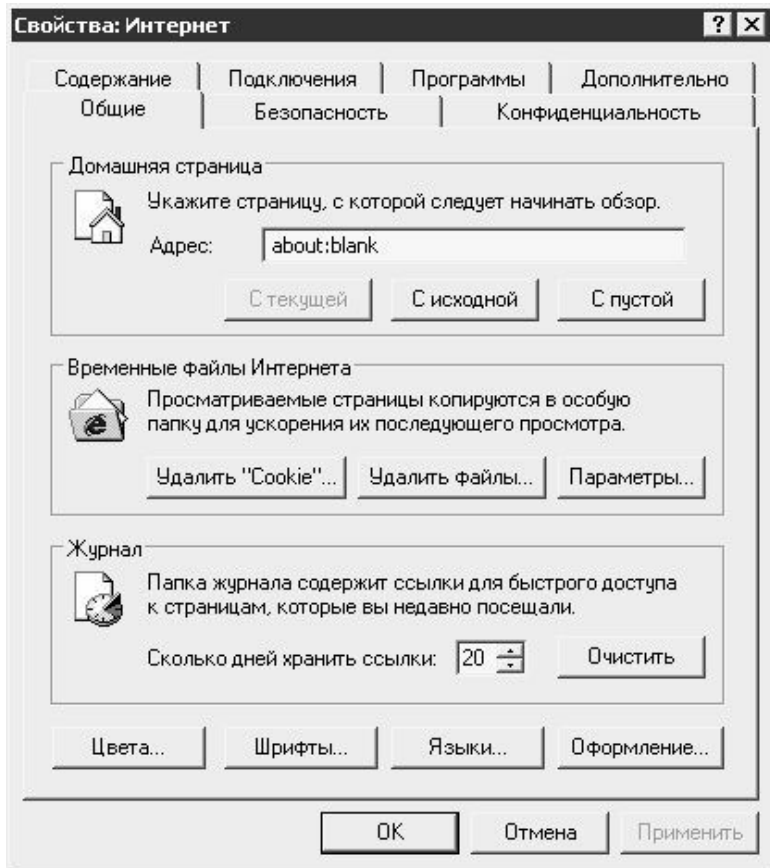 Свойства: Интернет
Содержание Подключения Программы Дополнительно
Общие Безопасность Конфиденциальность
Домашняя страница
Укажите страницу, с которой следует начинать обзор.
Адрес: about:blank
С текущей С исходной С пустой
Временные файлы Интернета
Просматриваемые страницы копируются в особую
папку для ускорения их последующего просмотра.
Удалить "Cookie"... Удалить файлы... Параметры...
Журнал
Папка журнала содержит ссылки для быстрого доступа
к страницам, которые вы недавно посещали.
Сколько дней хранить ссылки: 20 Очистить
Цвета... Шрифты... Языки... Оформление...
OK Отмена Применить